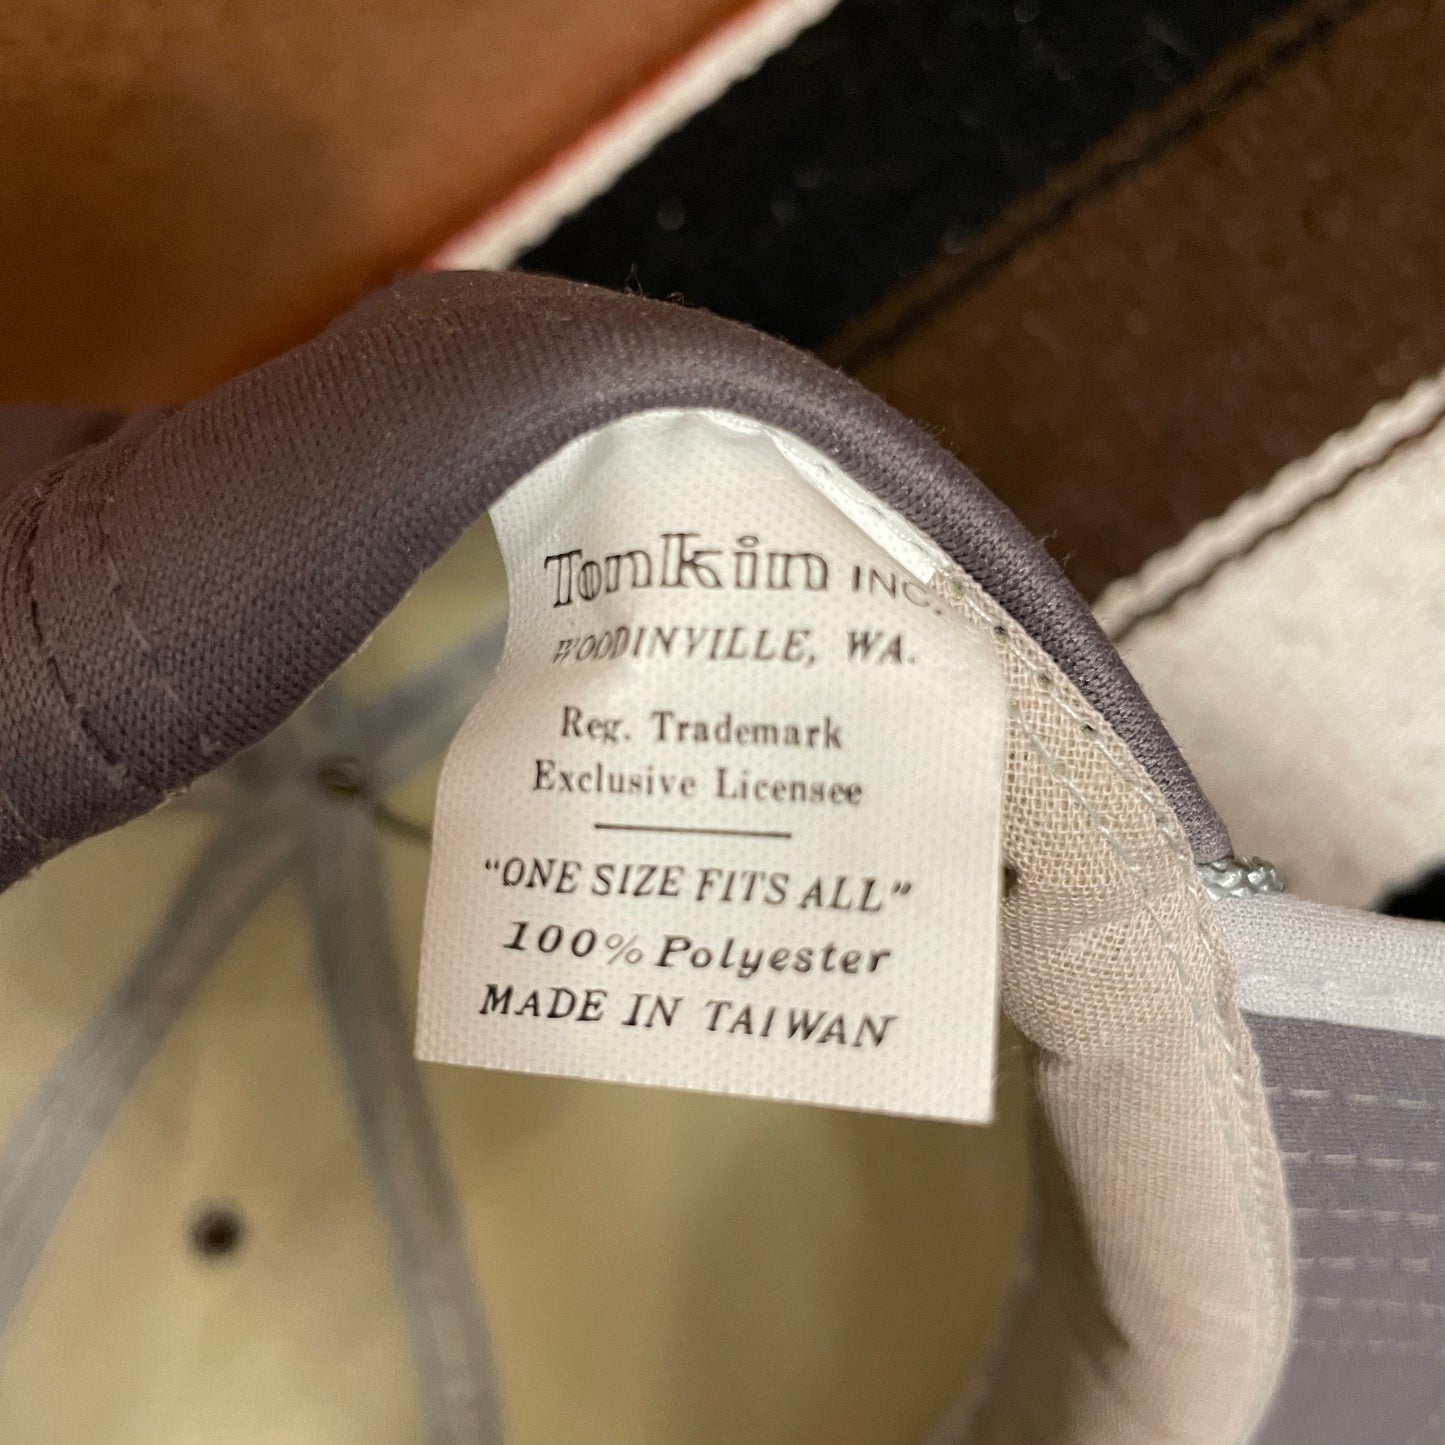 Tonkin INC.
WOODINVILLE, WA.
Reg. Trademark
Exclusive Licensee
“ONE SIZE FITS ALL”
100% Polyester
MADE IN TAIWAN